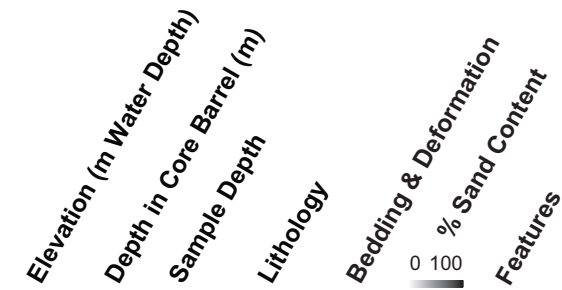 Elevation (m Water Depth)
Depth in Core Barrel (m)
Sample Depth
Lithology
Bedding & Deformation
% Sand Content
0 100
Features